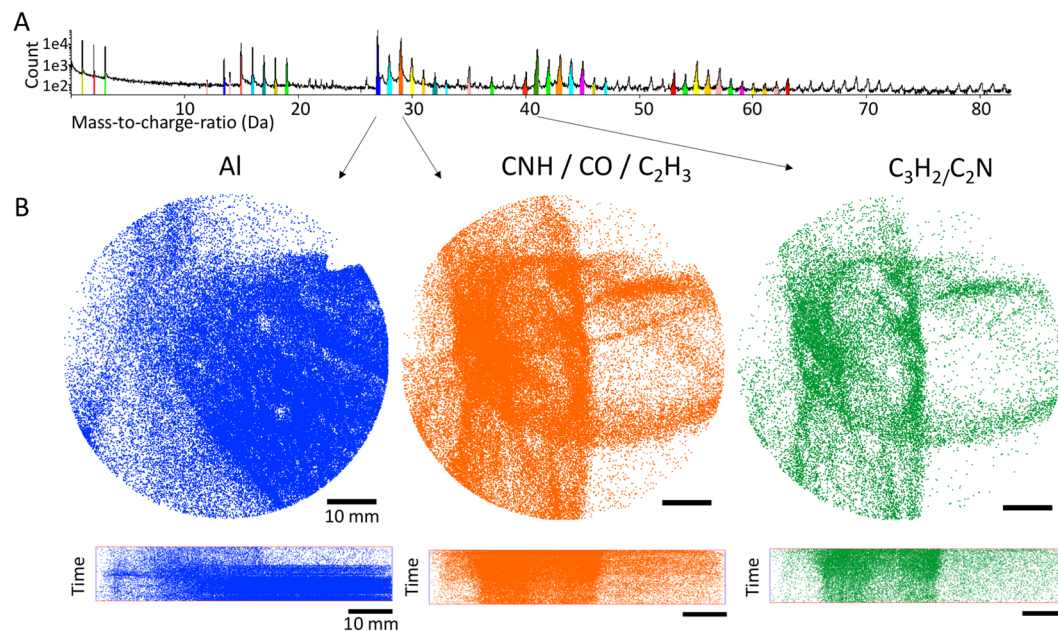 A
Count
1e4
1e3
1e2
10 20 30 40 50 60 70 80
Mass-to-charge-ratio (Da)
Al CNH / CO / C₂H₃ C₃H₂/C₂N
B
10 mm
Time Time Time
10 mm